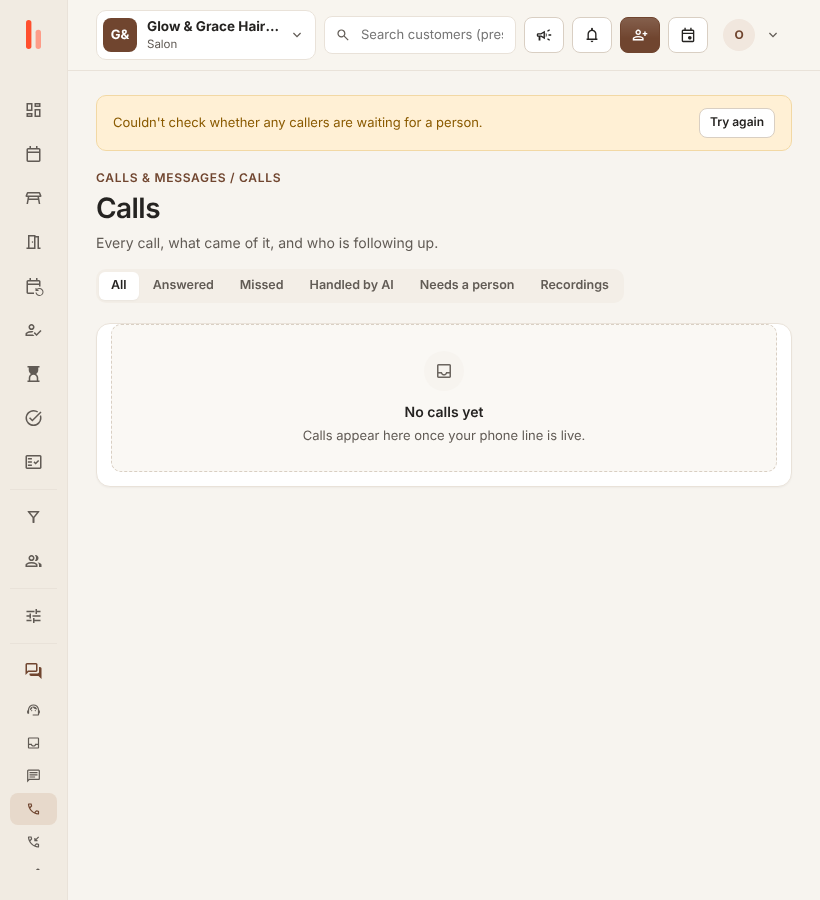 G&
Glow & Grace Hair...
Salon
Search customers (pres
O
Couldn't check whether any callers are waiting for a person.
Try again
CALLS & MESSAGES / CALLS
Calls
Every call, what came of it, and who is following up.
All
Answered
Missed
Handled by AI
Needs a person
Recordings
No calls yet
Calls appear here once your phone line is live.